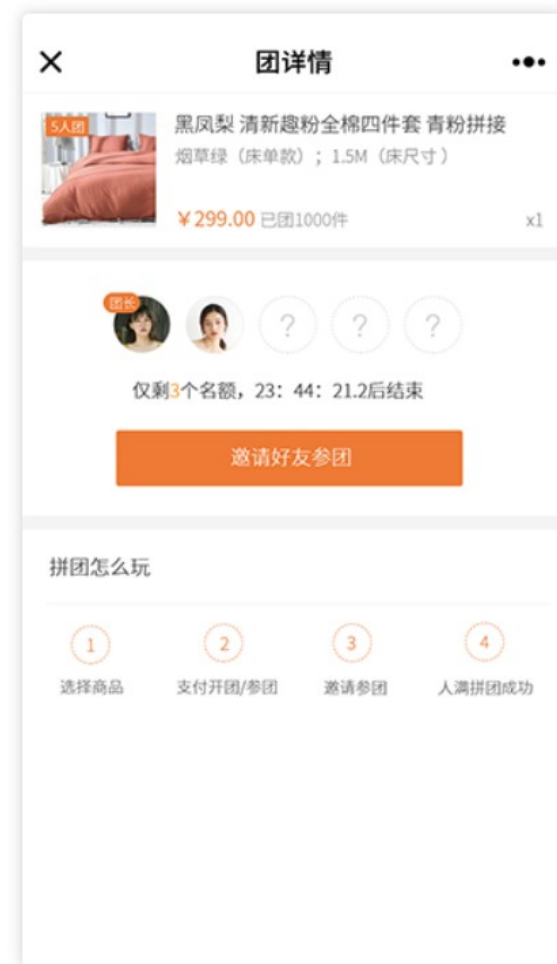 团详情
5人团
黑凤梨 清新趣粉全棉四件套 青粉拼接
烟草绿（床单款）；1.5M（床尺寸）
￥299.00 已团1000件 x1
团长
? ? ?
仅剩3个名额，23：44：21.2后结束
邀请好友参团
拼团怎么玩
1 2 3 4
选择商品 支付开团/参团 邀请参团 人满拼团成功